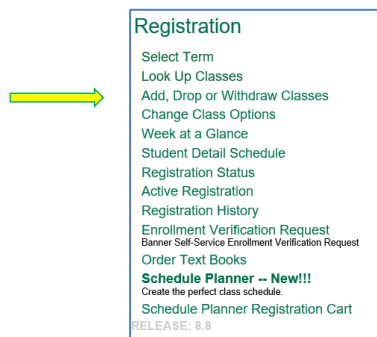 Registration
Select Term
Look Up Classes
Add, Drop or Withdraw Classes
Change Class Options
Week at a Glance
Student Detail Schedule
Registration Status
Active Registration
Registration History
Enrollment Verification Request
Banner Self-Service Enrollment Verification Request
Order Text Books
Schedule Planner -- New!!!
Create the perfect class schedule.
Schedule Planner Registration Cart
RELEASE: 8.8